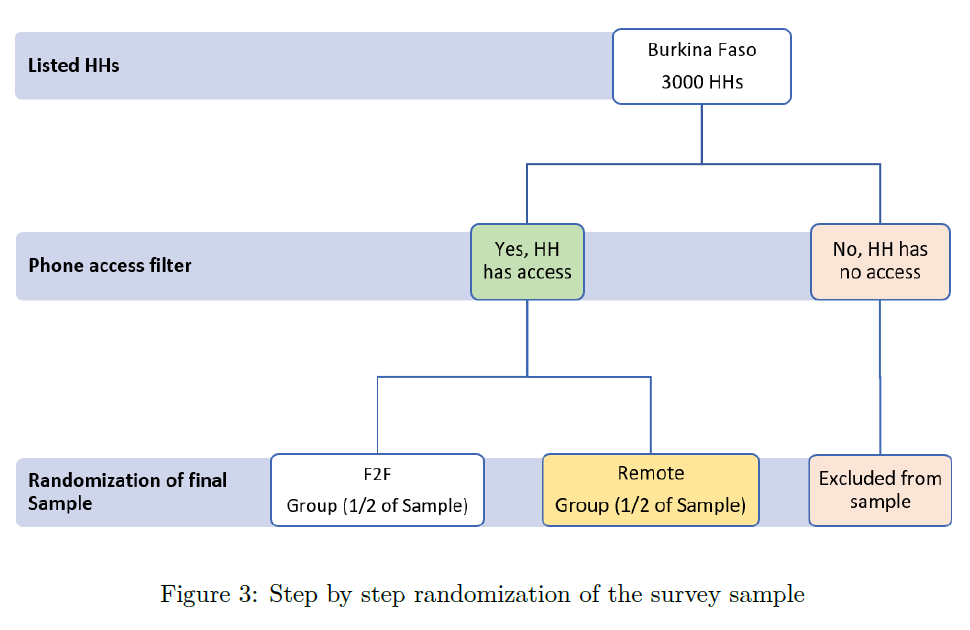 Listed HHs
Burkina Faso
3000 HHs
Phone access filter
Yes, HH
has access
No, HH has
no access
Randomization of final
Sample
F2F
Group (1/2 of Sample)
Remote
Group (1/2 of Sample)
Excluded from
sample
Figure 3: Step by step randomization of the survey sample